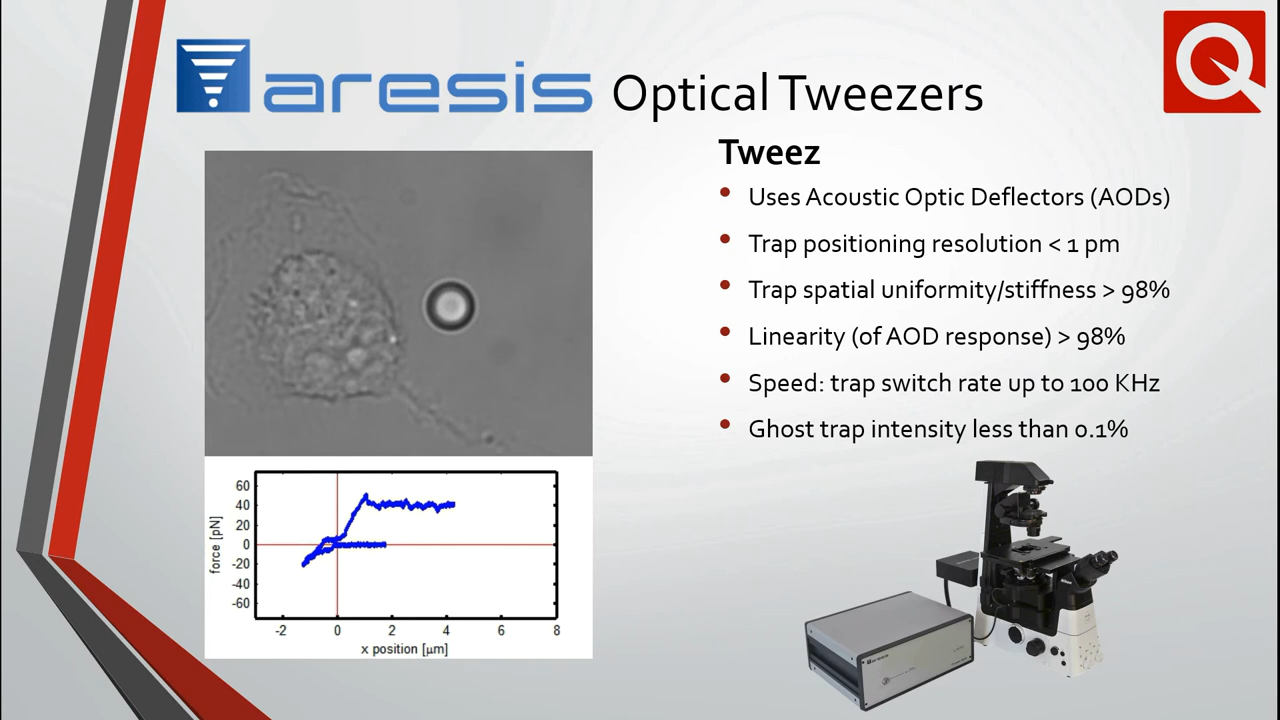 aresis Optical Tweezers
Tweez
• Uses Acoustic Optic Deflectors (AODs)
• Trap positioning resolution < 1 pm
• Trap spatial uniformity/stiffness > 98%
• Linearity (of AOD response) > 98%
• Speed: trap switch rate up to 100 KHz
• Ghost trap intensity less than 0.1%
force [pN]
60
40
20
0
-20
-40
-60
-2 0 2 4 6 8
x position [µm]
aresis